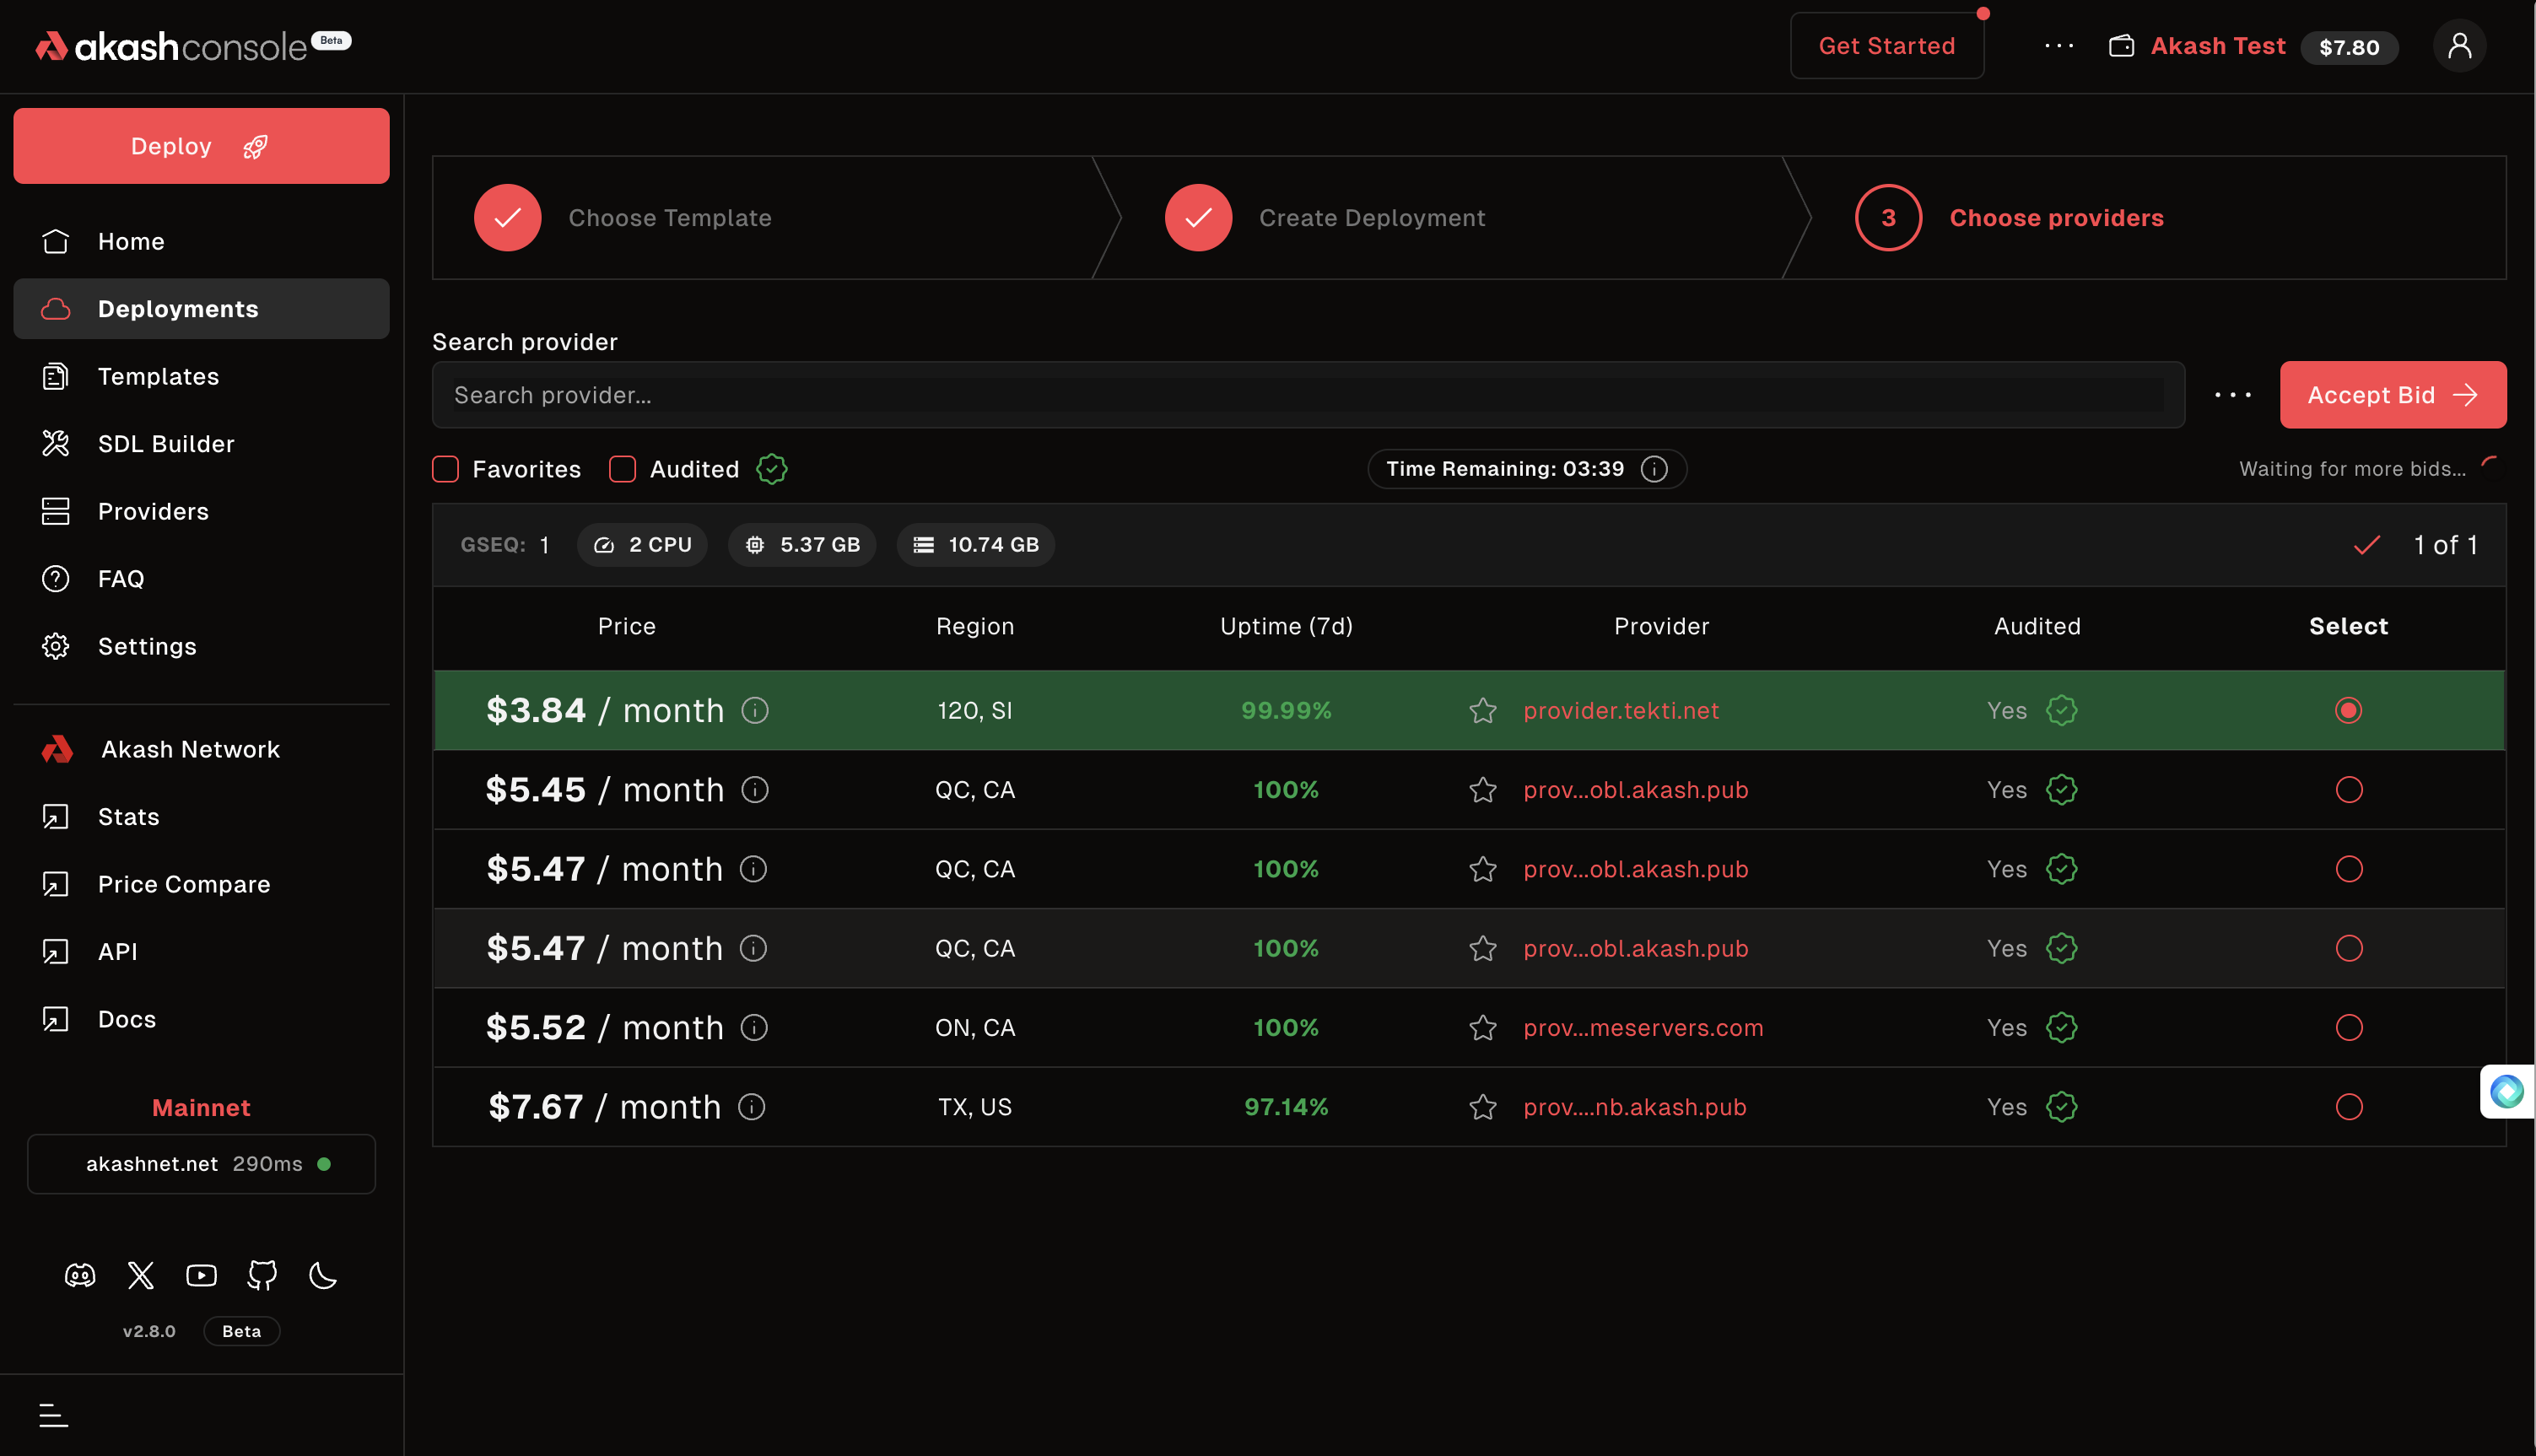 akashconsole Beta
Get Started
... Akash Test $7.80
Deploy
Home
Deployments
Templates
SDL Builder
Providers
FAQ
Settings
Akash Network
Stats
Price Compare
API
Docs
Mainnet
akashnet.net 290ms
v2.8.0 Beta
Choose Template
Create Deployment
3 Choose providers
Search provider
Search provider...
... Accept Bid
Favorites Audited
Time Remaining: 03:39
Waiting for more bids...
GSEQ: 1 2 CPU 5.37 GB 10.74 GB 1 of 1
Price Region Uptime (7d) Provider Audited Select
$3.84 / month 120, SI 99.99% provider.tekti.net Yes
$5.45 / month QC, CA 100% prov...obl.akash.pub Yes
$5.47 / month QC, CA 100% prov...obl.akash.pub Yes
$5.47 / month QC, CA 100% prov...obl.akash.pub Yes
$5.52 / month ON, CA 100% prov...meservers.com Yes
$7.67 / month TX, US 97.14% prov....nb.akash.pub Yes